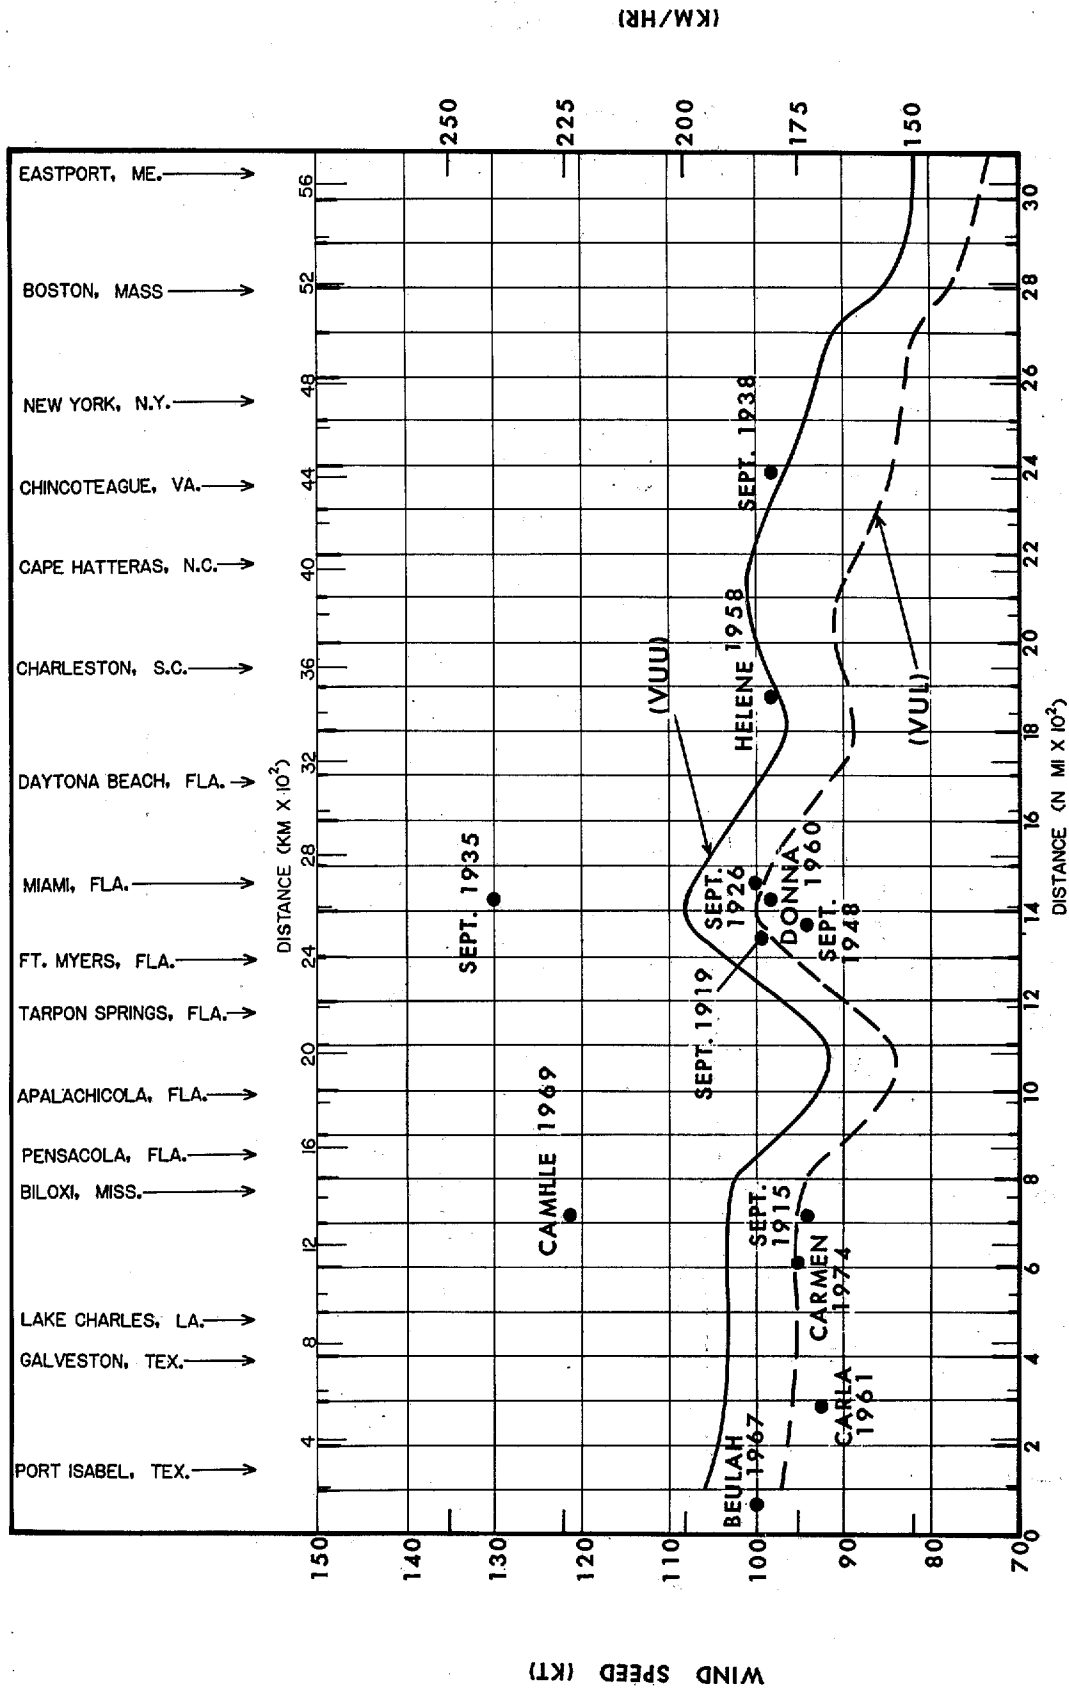 PORT ISABEL, TEX.
GALVESTON, TEX.
LAKE CHARLES, LA.
BILOXI, MISS.
PENSACOLA, FLA.
APALACHICOLA, FLA.
TARPON SPRINGS, FLA.
FT. MYERS, FLA.
MIAMI, FLA.
DAYTONA BEACH, FLA.
CHARLESTON, S.C.
CAPE HATTERAS, N.C.
CHINCOTEAGUE, VA.
NEW YORK, N.Y.
BOSTON, MASS
EASTPORT, ME.
DISTANCE (KM X 10²)
4 8 12 16 20 24 28 32 36 40 44 48 52 56
WIND SPEED (KT)
150
130
120
110
100
90
80
70
(KM/HR)
250
225
200
175
150
SEPT. 1935
CAMILLE 1969
(VUU)
SEPT. 1919
SEPT.
1926
DONNA
1960
SEPT.
1948
HELENE 1958
SEPT. 1938
BEULAH
1967
SEPT.
1915
CARMEN
1974
CARLA
1961
(VUL)
0 2 4 6 8 10 12 14 16 18 20 22 24 26 28 30
DISTANCE (N MI X 10²)